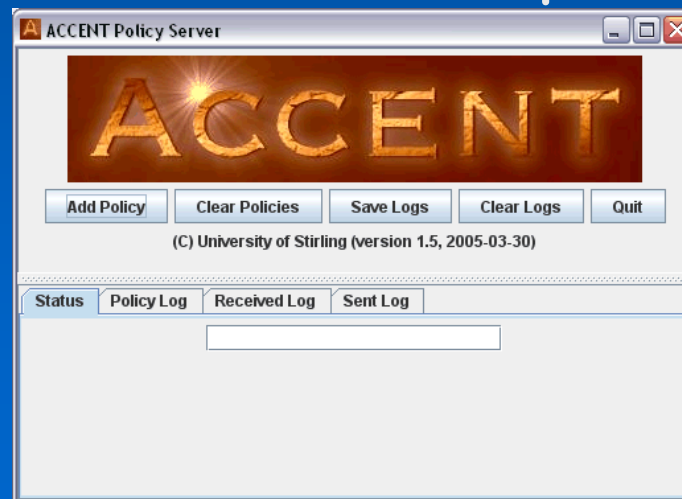 ACCENT Policy Server
ACCENT
Add Policy Clear Policies Save Logs Clear Logs Quit
(C) University of Stirling (version 1.5, 2005-03-30)
Status Policy Log Received Log Sent Log